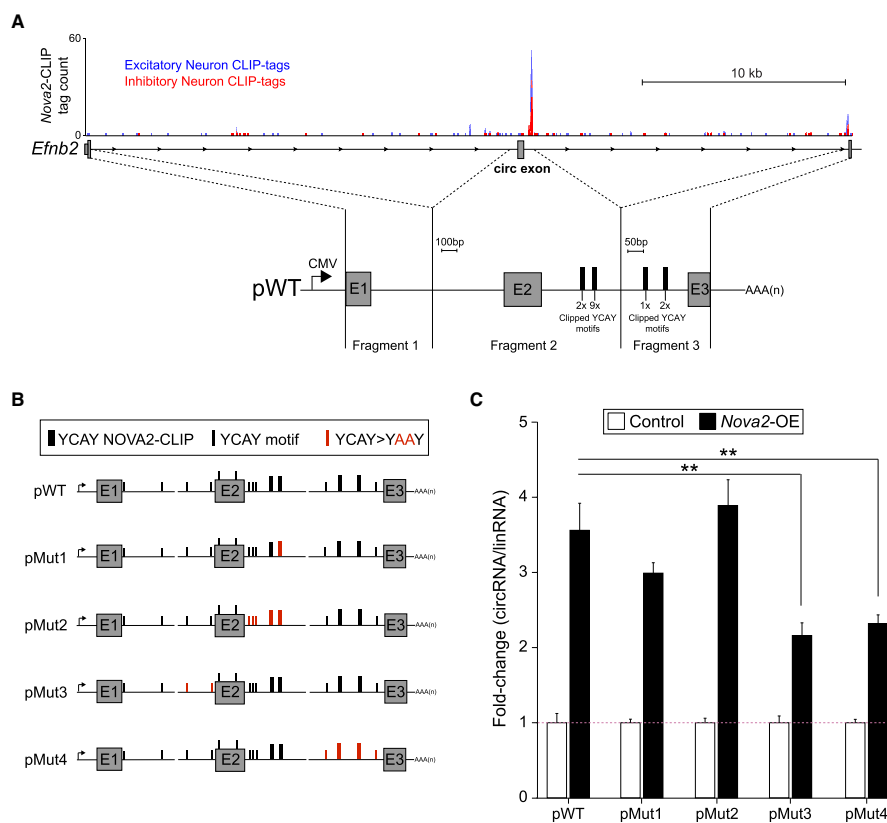 A
60
0
Nova2-CLIP
tag count
Excitatory Neuron CLIP-tags
Inhibitory Neuron CLIP-tags
10 kb
Efnb2
circ exon
100bp
50bp
CMV
pWT
E1
E2
E3
AAA(n)
2x 9x
Clipped YCAY
motifs
1x 2x
Clipped YCAY
motifs
Fragment 1
Fragment 2
Fragment 3
B
YCAY NOVA2-CLIP
YCAY motif
YCAY>YAAY
pWT
E1
E2
E3
AAA(n)
pMut1
E1
E2
E3
AAA(n)
pMut2
E1
E2
E3
AAA(n)
pMut3
E1
E2
E3
AAA(n)
pMut4
E1
E2
E3
AAA(n)
C
Control
Nova2-OE
**
**
Fold-change (circRNA/linRNA)
5
4
3
2
1
0
pWT
pMut1
pMut2
pMut3
pMut4